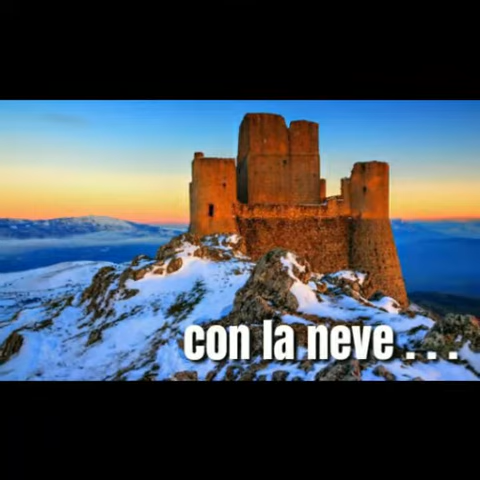 con la neve . . .